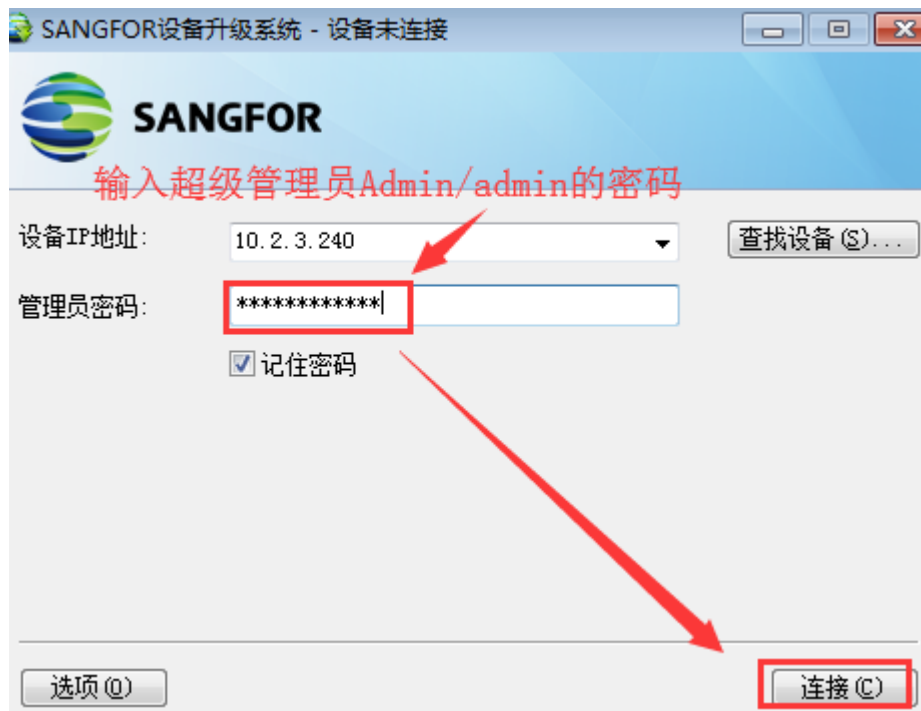 SANGFOR设备升级系统 - 设备未连接
SANGFOR
输入超级管理员Admin/admin的密码
设备IP地址: 10.2.3.240 查找设备(S)...
管理员密码: ************
记住密码
选项(O) 连接(C)